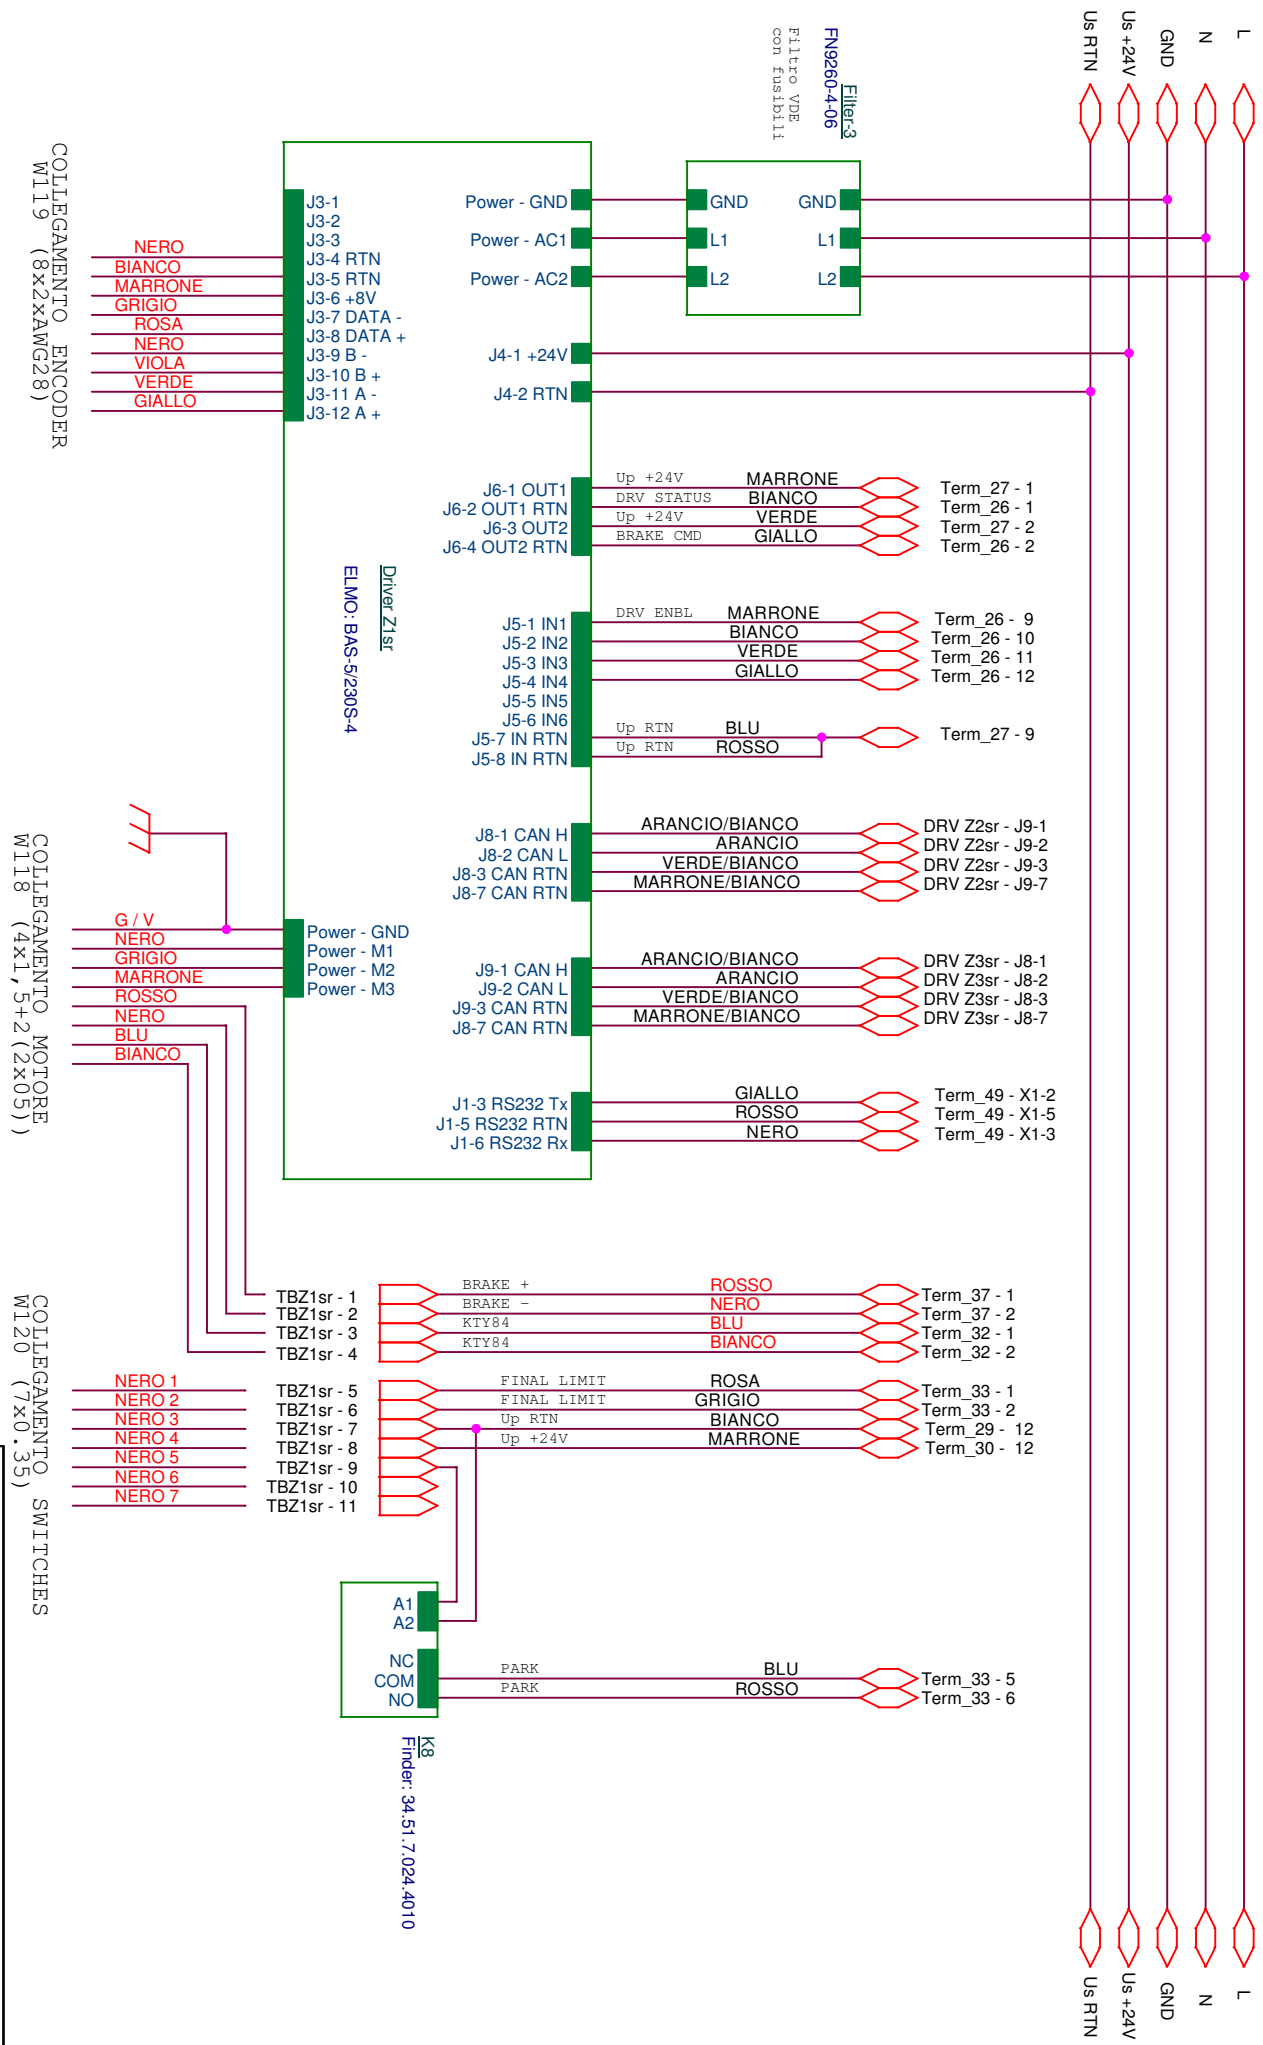 L
N
GND
Us +24V
Us RTN
Filter-3
FN9260-4-06
Filtro VDE
con fusibili
GND
L1
L2
GND
L1
L2
Power - GND
Power - AC1
Power - AC2
J4-1 +24V
J4-2 RTN
J3-1
J3-2
J3-3
J3-4 RTN
J3-5 RTN
J3-6 +8V
J3-7 DATA -
J3-8 DATA +
J3-9 B -
J3-10 B +
J3-11 A -
J3-12 A +
NERO
BIANCO
MARRONE
GRIGIO
ROSA
NERO
VIOLA
VERDE
GIALLO
COLLEGAMENTO ENCODER
W119 (8x2xAWG28)
J6-1 OUT1 Up +24V MARRONE Term_27 - 1
J6-2 OUT1 RTN DRV STATUS BIANCO Term_26 - 1
J6-3 OUT2 Up +24V VERDE Term_27 - 2
J6-4 OUT2 RTN BRAKE CMD GIALLO Term_26 - 2
Driver Z1sr
ELMO: BAS-5/230S-4
J5-1 IN1 DRV ENBL MARRONE Term_26 - 9
J5-2 IN2 BIANCO Term_26 - 10
J5-3 IN3 VERDE Term_26 - 11
J5-4 IN4 GIALLO Term_26 - 12
J5-5 IN5
J5-6 IN6
J5-7 IN RTN Up RTN BLU Term_27 - 9
J5-8 IN RTN Up RTN ROSSO
J8-1 CAN H ARANCIO/BIANCO DRV Z2sr - J9-1
J8-2 CAN L ARANCIO DRV Z2sr - J9-2
J8-3 CAN RTN VERDE/BIANCO DRV Z2sr - J9-3
J8-7 CAN RTN MARRONE/BIANCO DRV Z2sr - J9-7
J9-1 CAN H ARANCIO/BIANCO DRV Z3sr - J8-1
J9-2 CAN L ARANCIO DRV Z3sr - J8-2
J9-3 CAN RTN VERDE/BIANCO DRV Z3sr - J8-3
J8-7 CAN RTN MARRONE/BIANCO DRV Z3sr - J8-7
G / V Power - GND
NERO Power - M1
GRIGIO Power - M2
MARRONE Power - M3
ROSSO
NERO
BLU
BIANCO
COLLEGAMENTO MOTORE
W118 (4x1,5+2(2x05))
J1-3 RS232 Tx GIALLO Term_49 - X1-2
J1-5 RS232 RTN ROSSO Term_49 - X1-5
J1-6 RS232 Rx NERO Term_49 - X1-3
TBZ1sr - 1 BRAKE + ROSSO Term_37 - 1
TBZ1sr - 2 BRAKE - NERO Term_37 - 2
TBZ1sr - 3 KTY84 BLU Term_32 - 1
TBZ1sr - 4 KTY84 BIANCO Term_32 - 2
NERO 1 TBZ1sr - 5 FINAL LIMIT ROSA Term_33 - 1
NERO 2 TBZ1sr - 6 FINAL LIMIT GRIGIO Term_33 - 2
NERO 3 TBZ1sr - 7 Up RTN BIANCO Term_29 - 12
NERO 4 TBZ1sr - 8 Up +24V MARRONE Term_30 - 12
NERO 5 TBZ1sr - 9
NERO 6 TBZ1sr - 10
NERO 7 TBZ1sr - 11
COLLEGAMENTO SWITCHES
W120 (7x0.35)
A1
A2
NC
COM PARK BLU Term_33 - 5
NO PARK ROSSO Term_33 - 6
K8
Finder: 34.51.7.024.4010
L
N
GND
Us +24V
Us RTN